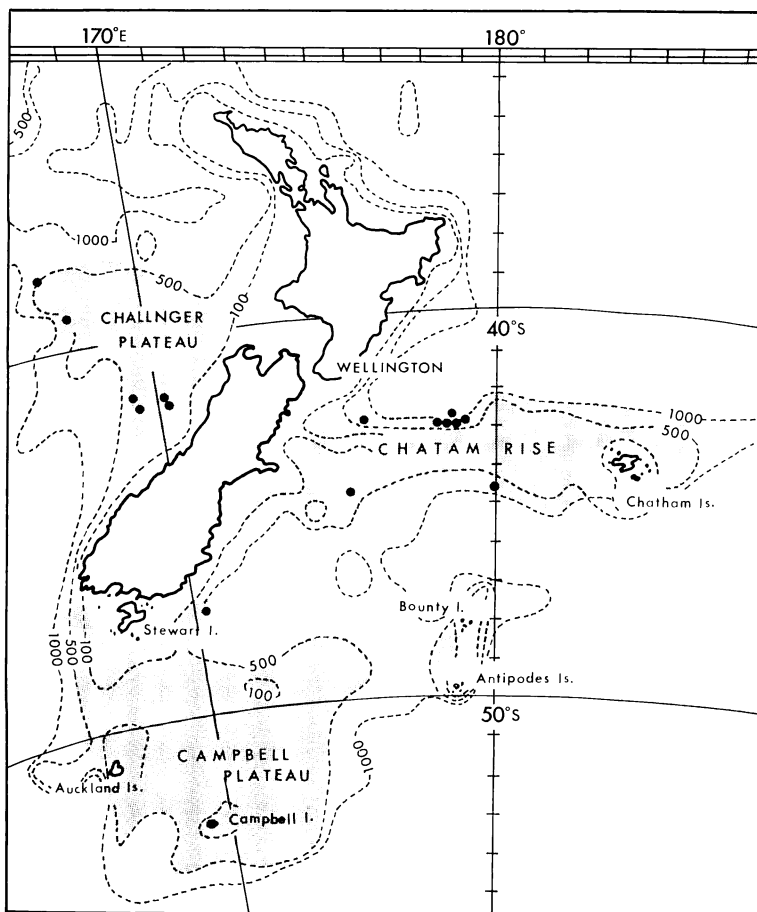 170°E
180°
500
1000
500
100
CHALLNGER
PLATEAU
40°S
WELLINGTON
1000
500
CHATAM RISE
Chatham Is.
Bounty I.
Stewart I.
1000
500
100
500
100
Antipodes Is.
50°S
CAMPBELL
PLATEAU
1000
Auckland Is.
Campbell I.